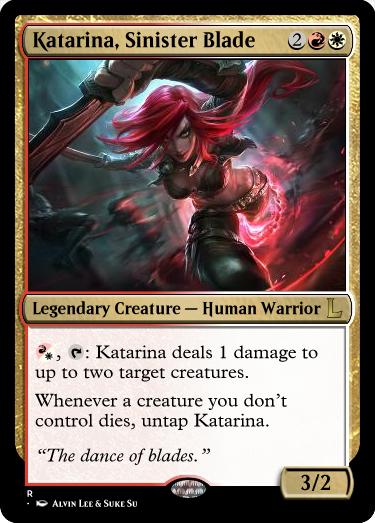 Katarina, Sinister Blade 2
Legendary Creature — Human Warrior L
, : Katarina deals 1 damage to
up to two target creatures.
Whenever a creature you don't
control dies, untap Katarina.
“The dance of blades.”
3/2
R
· Alvin Lee & Suke Su